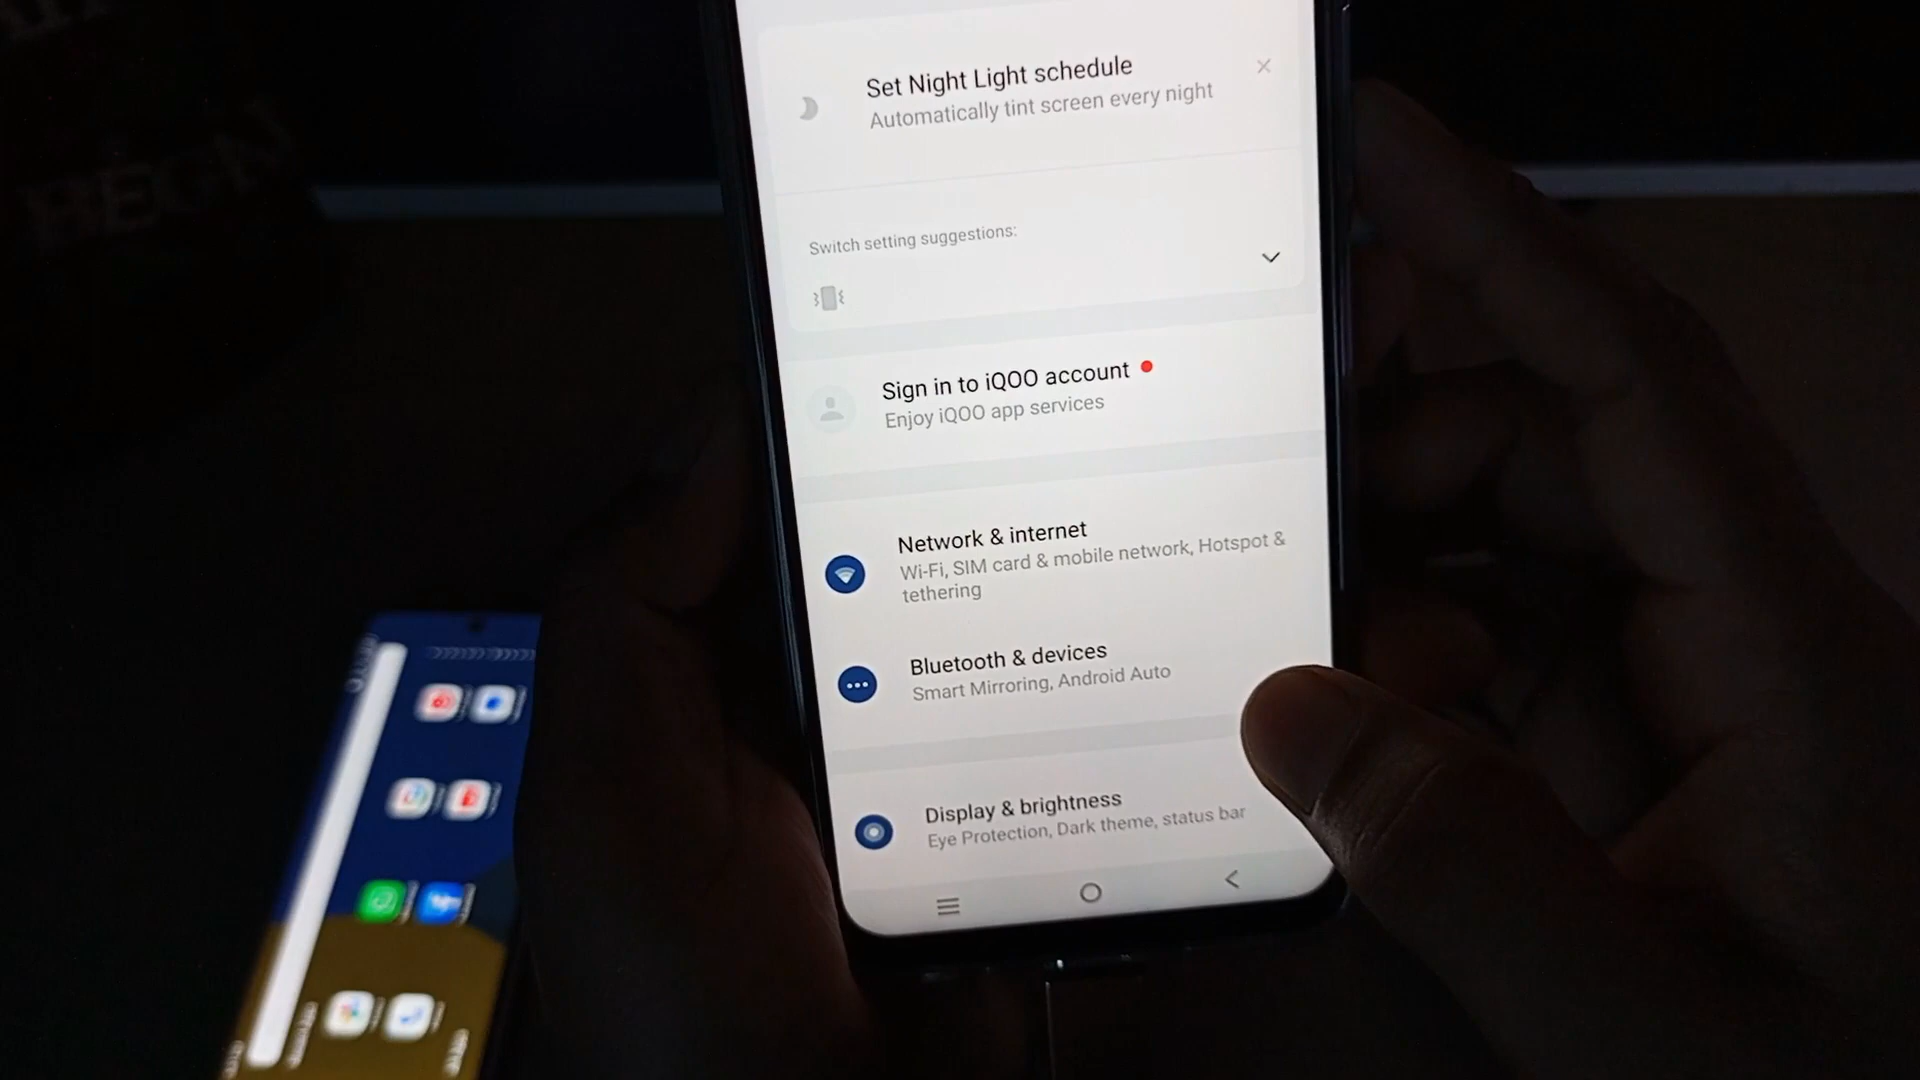 Set Night Light schedule
Automatically tint screen every night
Switch setting suggestions:
Sign in to iQOO account
Enjoy iQOO app services
Network & internet
Wi-Fi, SIM card & mobile network, Hotspot &
tethering
Bluetooth & devices
Smart Mirroring, Android Auto
Display & brightness
Eye Protection, Dark theme, status bar